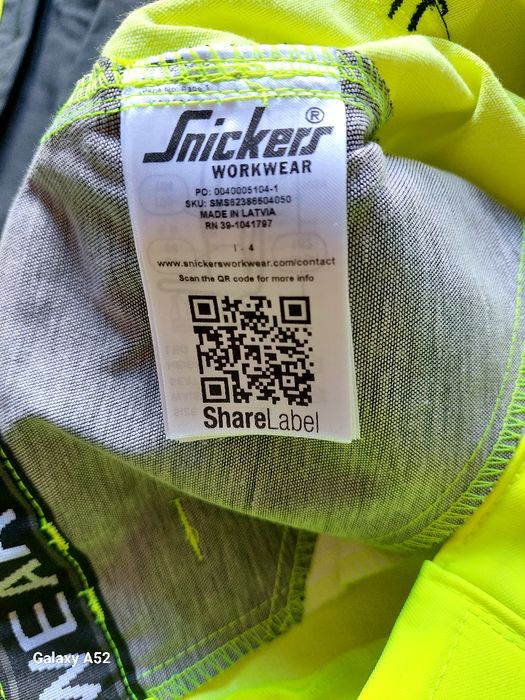 Snickers®
WORKWEAR
PO: 0040005104-1
SKU: SMS62386604050
MADE IN LATVIA
RN 39-1041797
1 - 4
www.snickersworkwear.com/contact
Scan the QR code for more info
ShareLabel
WEAR
Galaxy A52